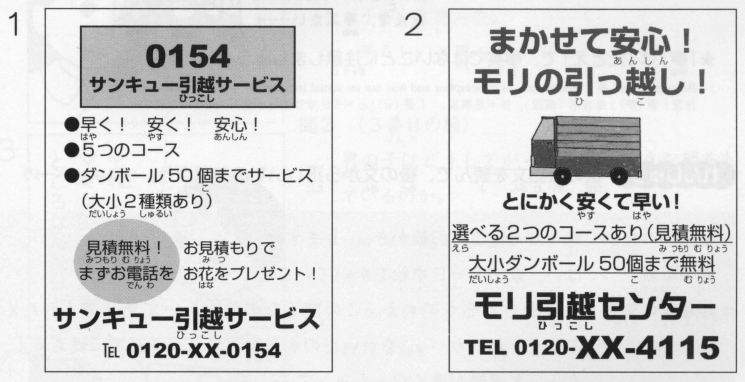 1
0154
サンキュー引越サービス
ひっこし
●早く！ 安く！ 安心！
はや やす あんしん
●5つのコース
●ダンボール50個までサービス
こ
(大小2種類あり)
だいしょう しゅるい
見積無料！ お見積もりで
みつもり むりょう みつ
まずお電話を お花をプレゼント！
でんわ はな
サンキュー引越サービス
ひっこし
TEL 0120-XX-0154
2
まかせて安心！
あんしん
モリの引っ越し！
ひ こ
とにかく安くて早い！
やす はや
選べる2つのコースあり(見積無料)
えら みつもりむりょう
大小ダンボール 50個まで無料
だいしょう こ むりょう
モリ引越センター
ひっこし
TEL 0120-XX-4115